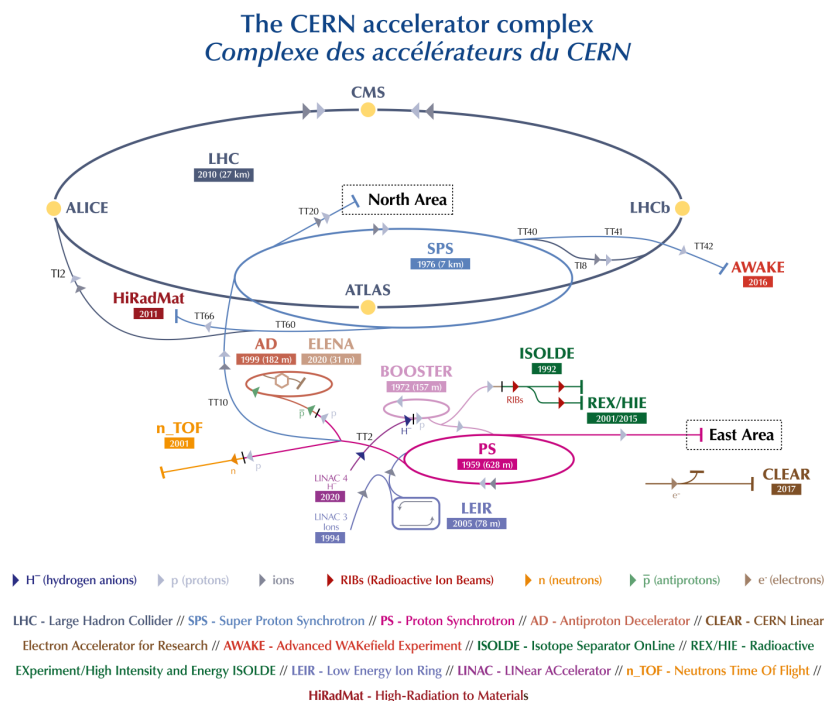 The CERN accelerator complex
Complexe des accélérateurs du CERN
CMS
LHC
2010 (27 km)
North Area
TT20
ALICE
LHCb
TT40
TT41
SPS
1976 (7 km)
TI8
TT42
AWAKE
2016
TI2
ATLAS
HiRadMat
2011
TT66
TT60
AD
1999 (182 m)
ELENA
2020 (31 m)
ISOLDE
1992
BOOSTER
1972 (157 m)
RIBs
REX/HIE
2001/2015
TT10
p̅
p
H⁻
p
n_TOF
2001
TT2
East Area
PS
1959 (628 m)
n
p
LINAC 4
H⁻
2020
CLEAR
2017
e⁻
LINAC 3
Ions
1994
LEIR
2005 (78 m)
H⁻ (hydrogen anions)
p (protons)
ions
RIBs (Radioactive Ion Beams)
n (neutrons)
p̅ (antiprotons)
e⁻ (electrons)
LHC - Large Hadron Collider // SPS - Super Proton Synchrotron // PS - Proton Synchrotron // AD - Antiproton Decelerator // CLEAR - CERN Linear
Electron Accelerator for Research // AWAKE - Advanced WAKefield Experiment // ISOLDE - Isotope Separator OnLine // REX/HIE - Radioactive
EXperiment/High Intensity and Energy ISOLDE // LEIR - Low Energy Ion Ring // LINAC - LINear ACcelerator // n_TOF - Neutrons Time Of Flight //
HiRadMat - High-Radiation to Materials